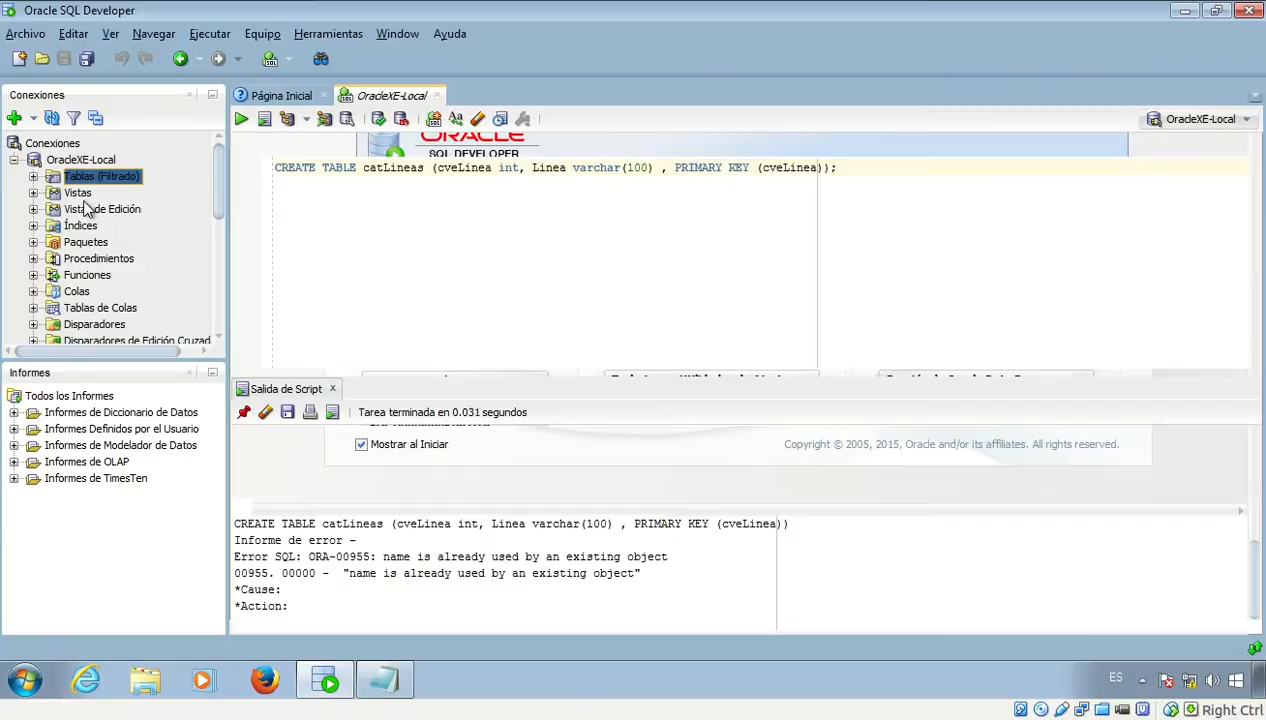 Oracle SQL Developer
Archivo Editar Ver Navegar Ejecutar Equipo Herramientas Window Ayuda
Conexiones
Página Inicial
OracleXE-Local
OracleXE-Local
Conexiones
OracleXE-Local
Tablas (Filtrado)
Vistas
Vistas de Edición
Índices
Paquetes
Procedimientos
Funciones
Colas
Tablas de Colas
Disparadores
Disparadores de Edición Cruzad
ORACLE
SQL DEVELOPER
CREATE TABLE catLineas (cveLinea int, Linea varchar(100) , PRIMARY KEY (cveLinea));
Informes
Todos los Informes
Informes de Diccionario de Datos
Informes Definidos por el Usuario
Informes de Modelador de Datos
Informes de OLAP
Informes de TimesTen
Salida de Script
Tarea terminada en 0.031 segundos
Mostrar al Iniciar
Copyright © 2005, 2015, Oracle and/or its affiliates. All rights reserved.
CREATE TABLE catLineas (cveLinea int, Linea varchar(100) , PRIMARY KEY (cveLinea))
Informe de error -
Error SQL: ORA-00955: name is already used by an existing object
00955. 00000 - "name is already used by an existing object"
*Cause:
*Action:
ES
Right Ctrl